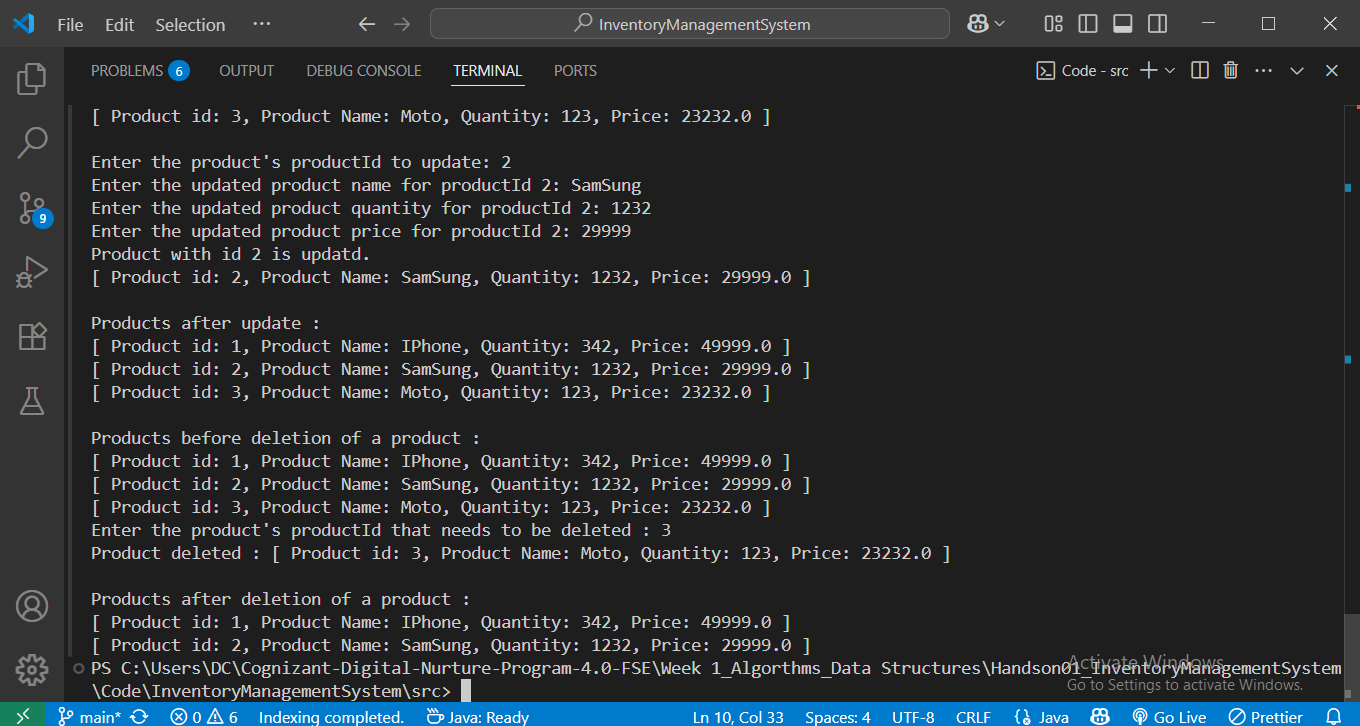 File Edit Selection ··· InventoryManagementSystem
PROBLEMS 6 OUTPUT DEBUG CONSOLE TERMINAL PORTS Code - src
[ Product id: 3, Product Name: Moto, Quantity: 123, Price: 23232.0 ]
Enter the product's productId to update: 2
Enter the updated product name for productId 2: SamSung
Enter the updated product quantity for productId 2: 1232
Enter the updated product price for productId 2: 29999
Product with id 2 is updatd.
[ Product id: 2, Product Name: SamSung, Quantity: 1232, Price: 29999.0 ]
Products after update :
[ Product id: 1, Product Name: IPhone, Quantity: 342, Price: 49999.0 ]
[ Product id: 2, Product Name: SamSung, Quantity: 1232, Price: 29999.0 ]
[ Product id: 3, Product Name: Moto, Quantity: 123, Price: 23232.0 ]
Products before deletion of a product :
[ Product id: 1, Product Name: IPhone, Quantity: 342, Price: 49999.0 ]
[ Product id: 2, Product Name: SamSung, Quantity: 1232, Price: 29999.0 ]
[ Product id: 3, Product Name: Moto, Quantity: 123, Price: 23232.0 ]
Enter the product's productId that needs to be deleted : 3
Product deleted : [ Product id: 3, Product Name: Moto, Quantity: 123, Price: 23232.0 ]
Products after deletion of a product :
[ Product id: 1, Product Name: IPhone, Quantity: 342, Price: 49999.0 ]
[ Product id: 2, Product Name: SamSung, Quantity: 1232, Price: 29999.0 ]
PS C:\Users\DC\Cognizant-Digital-Nurture-Program-4.0-FSE\Week 1_Algorthms_Data Structures\Handson01_InventoryManagementSystem
\Code\InventoryManagementSystem\src>
Activate Windows
Go to Settings to activate Windows.
9
main* 0 6 Indexing completed. Java: Ready Ln 10, Col 33 Spaces: 4 UTF-8 CRLF {} Java Go Live Prettier